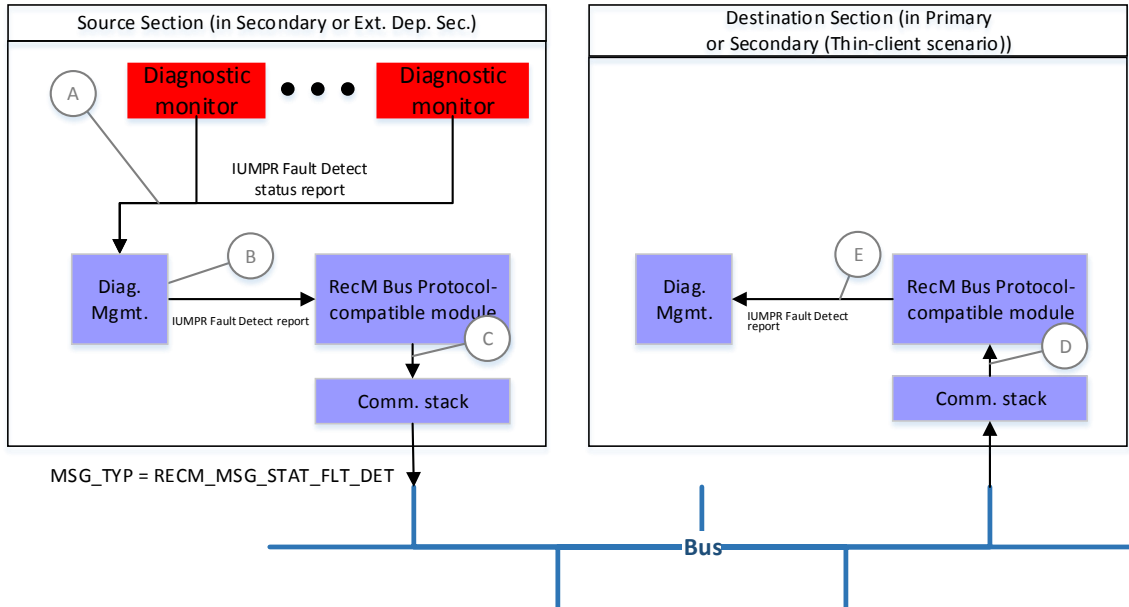 Source Section (in Secondary or Ext. Dep. Sec.)
Destination Section (in Primary
or Secondary (Thin-client scenario))
A
Diagnostic
monitor
Diagnostic
monitor
IUMPR Fault Detect
status report
B
Diag.
Mgmt.
IUMPR Fault Detect report
RecM Bus Protocol-
compatible module
C
Comm. stack
MSG_TYP = RECM_MSG_STAT_FLT_DET
E
Diag.
Mgmt.
IUMPR Fault Detect
report
RecM Bus Protocol-
compatible module
D
Comm. stack
Bus